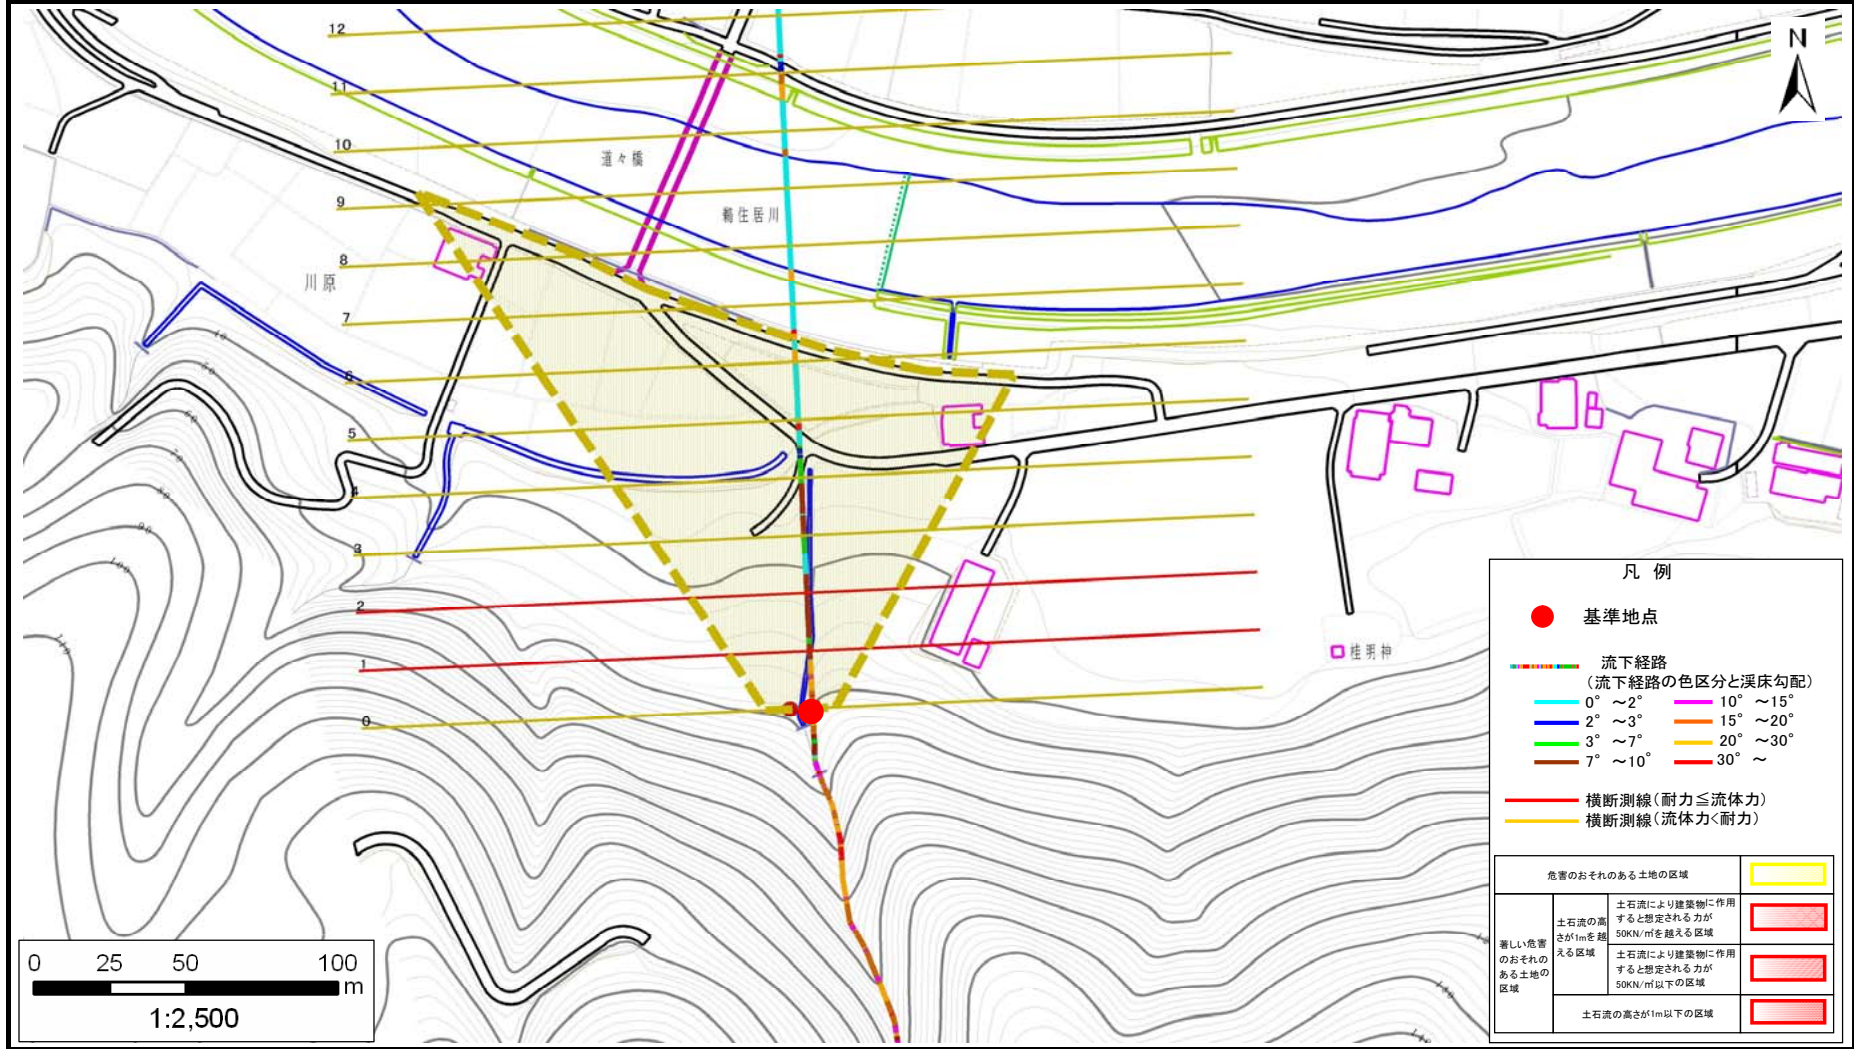 12
11
10
9
8
7
6
5
4
3
2
1
0
N
道々橋
鵜住居川
川原
桂明神
40
50
60
70
80
90
100
110
凡 例
基準地点
流下経路
(流下経路の色区分と渓床勾配)
0° ~2°
10° ~15°
2° ~3°
15° ~20°
3° ~7°
20° ~30°
7° ~10°
30° ~
横断測線(耐力≦流体力)
横断測線(流体力<耐力)
危害のおそれのある土地の区域
著しい危害
のおそれの
ある土地の
区域
土石流の高
さが1mを越
える区域
土石流により建築物に作用
すると想定される力が
50KN/㎡を越える区域
土石流により建築物に作用
すると想定される力が
50KN/㎡以下の区域
土石流の高さが1m以下の区域
0 25 50 100
m
1:2,500